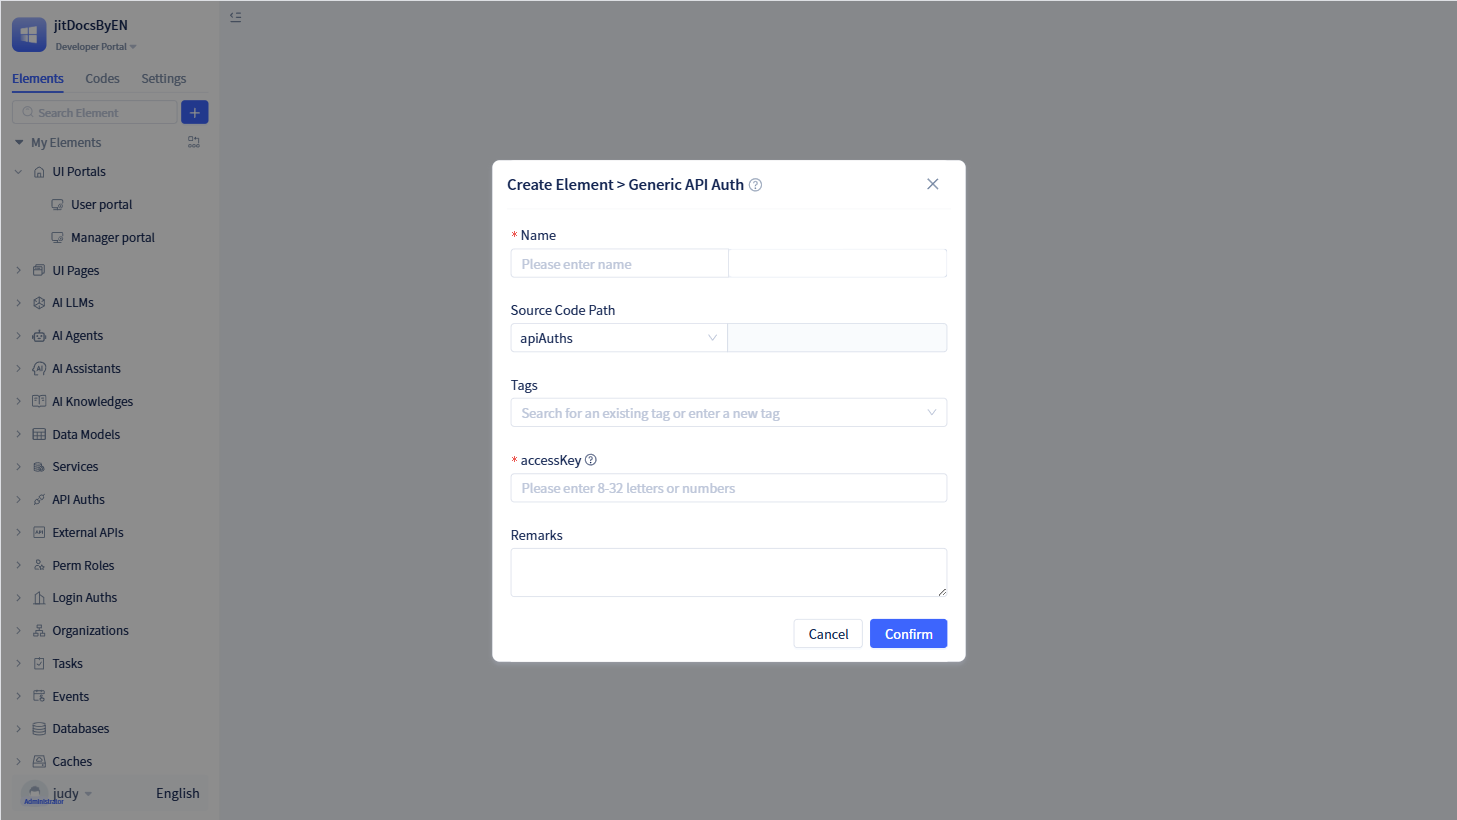 jitDocsByEN
Developer Portal
Elements Codes Settings
Search Element
My Elements
UI Portals
User portal
Manager portal
UI Pages
AI LLMs
AI Agents
AI Assistants
AI Knowledges
Data Models
Services
API Auths
External APIs
Perm Roles
Login Auths
Organizations
Tasks
Events
Databases
Caches
judy
Administrator
English
Create Element > Generic API Auth
* Name
Please enter name
Source Code Path
apiAuths
Tags
Search for an existing tag or enter a new tag
* accessKey
Please enter 8-32 letters or numbers
Remarks
Cancel Confirm